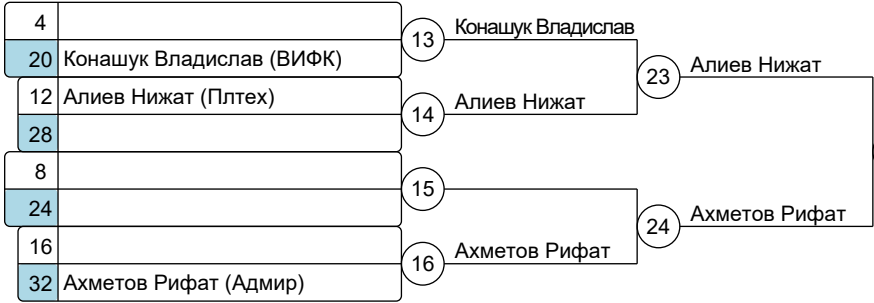 4
20 Конашук Владислав (ВИФК)
12 Алиев Нижат (Плтех)
28
8
24
16
32 Ахметов Рифат (Адмир)
13 Конашук Владислав
14 Алиев Нижат
15
16 Ахметов Рифат
23 Алиев Нижат
24 Ахметов Рифат